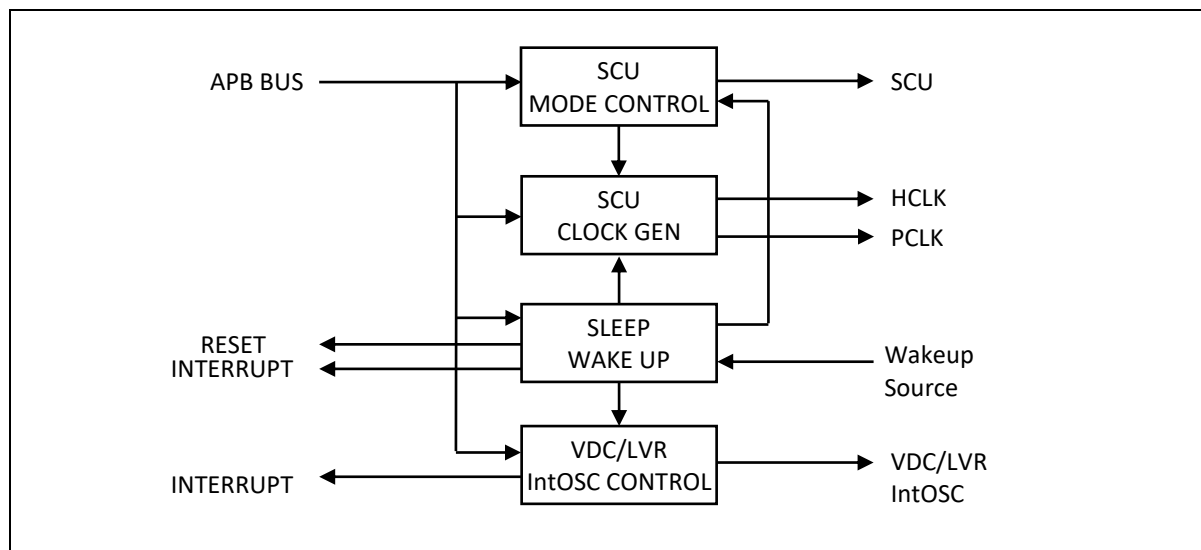 APB BUS
SCU
MODE CONTROL
SCU
SCU
CLOCK GEN
HCLK
PCLK
SLEEP
WAKE UP
RESET
INTERRUPT
Wakeup
Source
VDC/LVR
IntOSC CONTROL
INTERRUPT
VDC/LVR
IntOSC